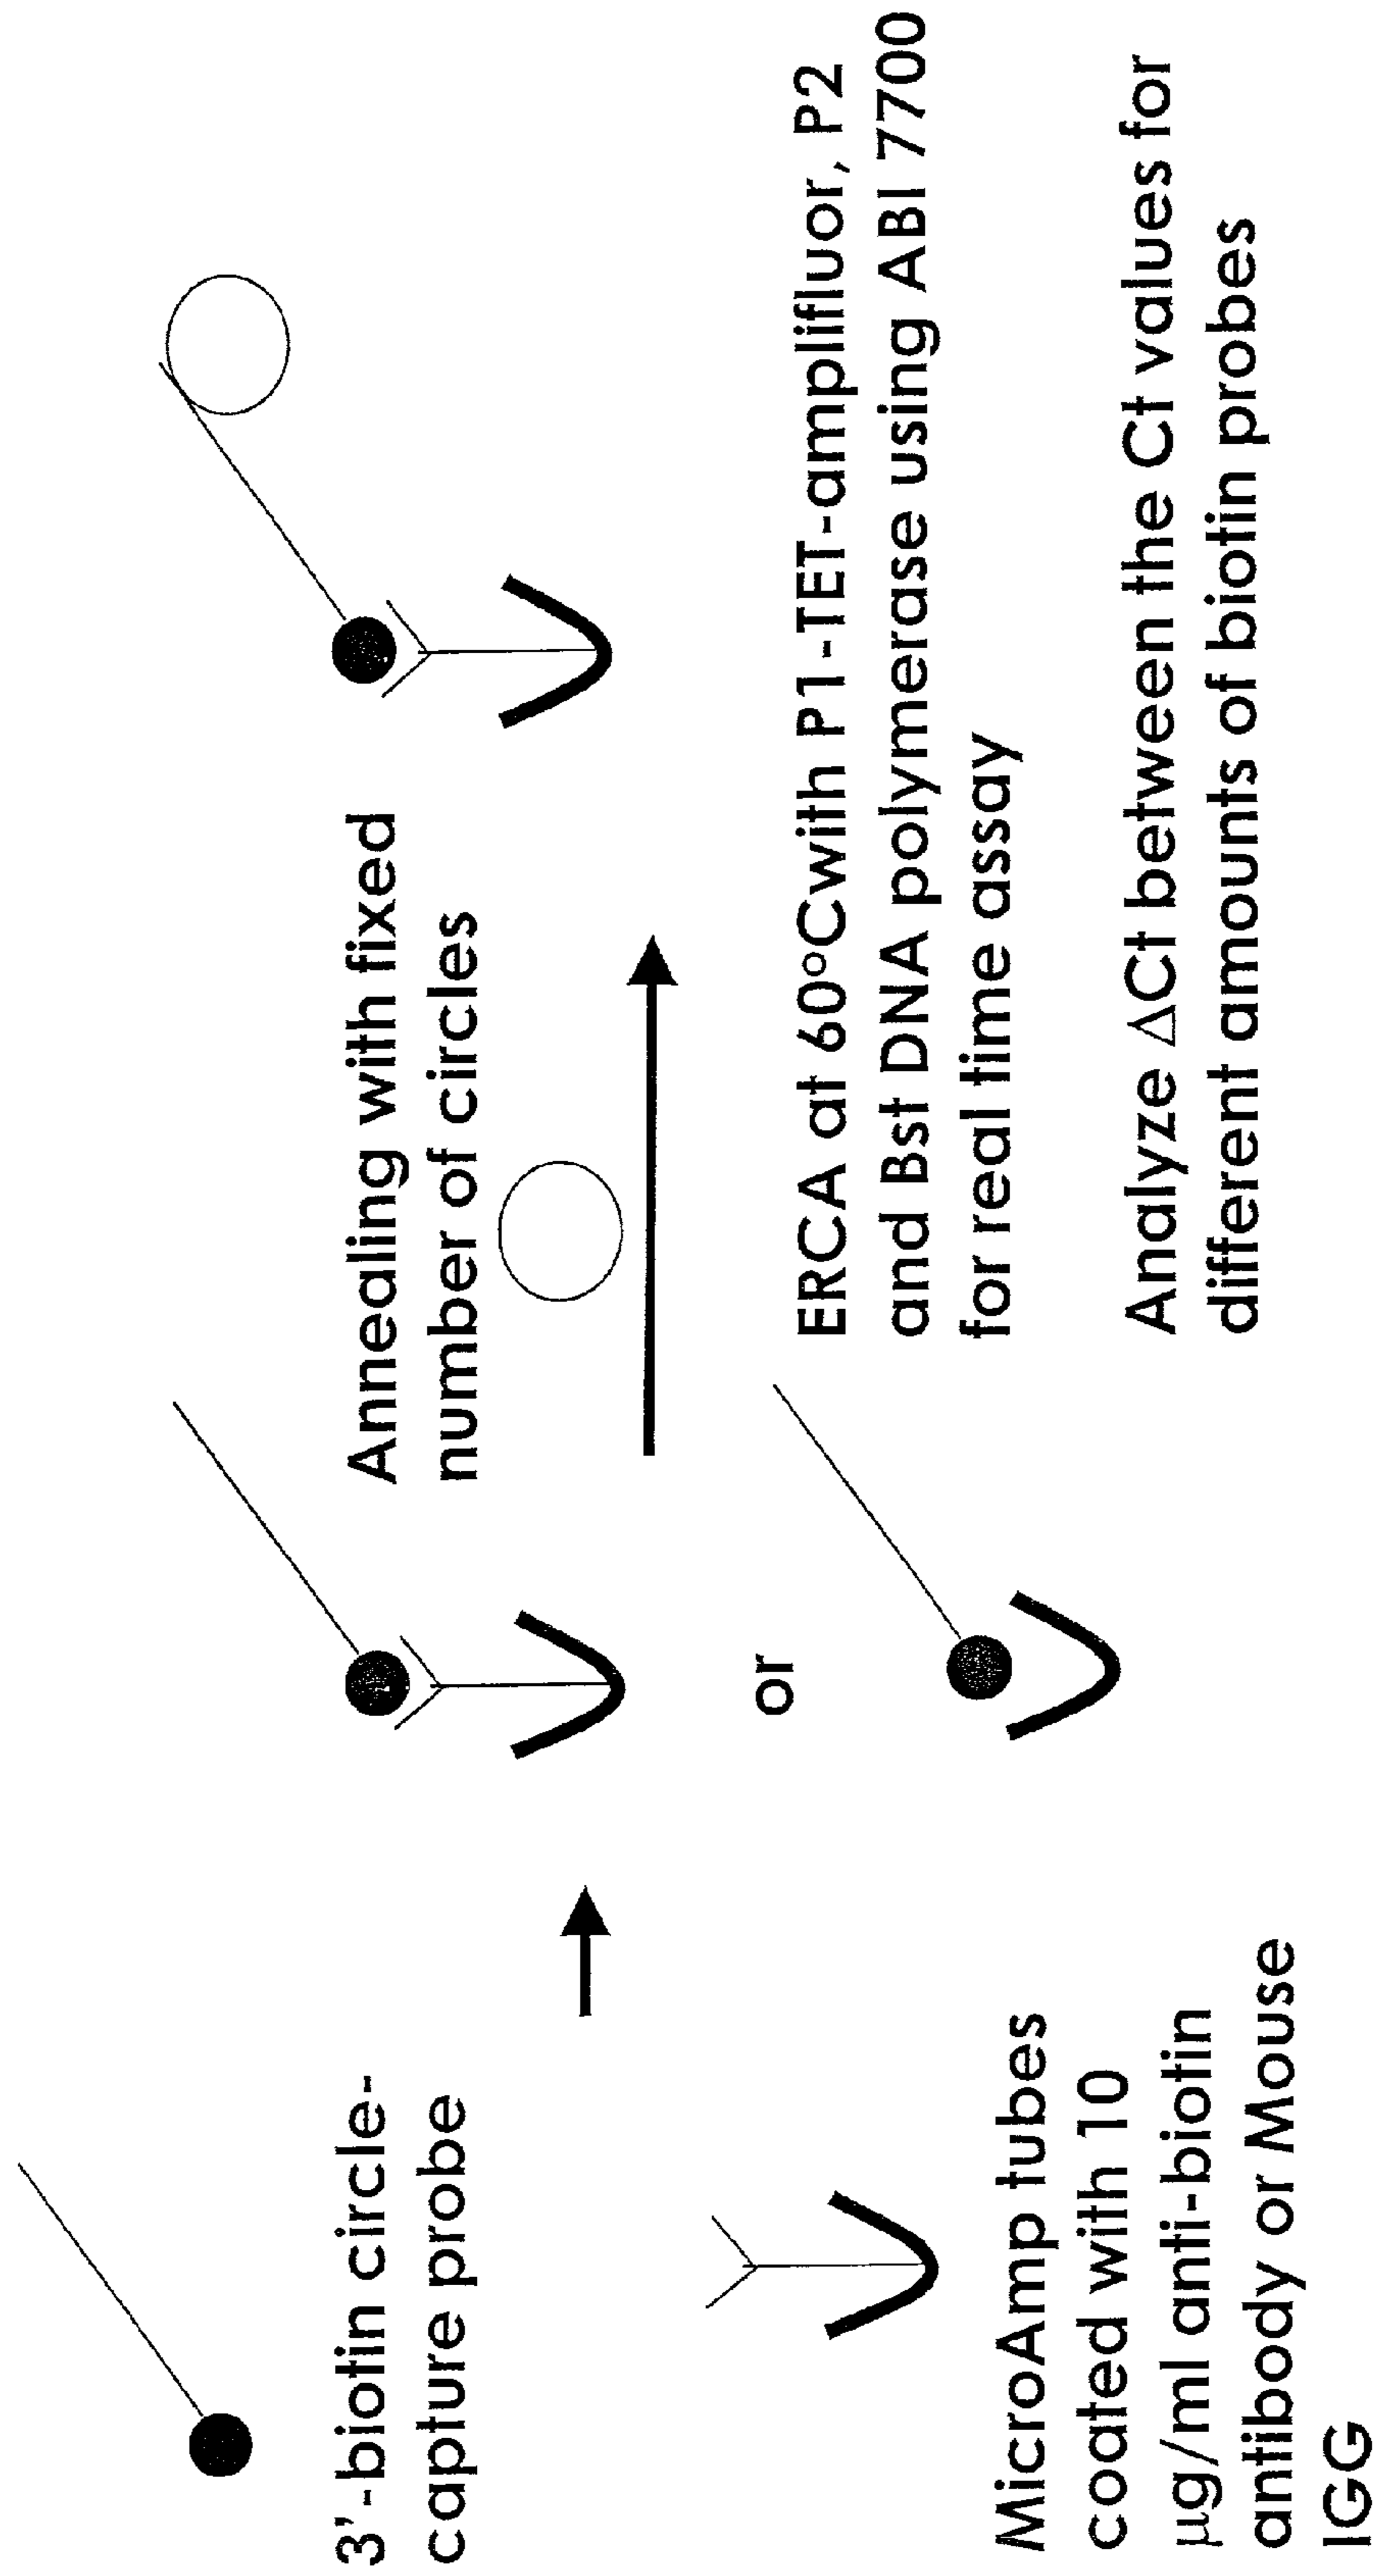 3'-biotin circle-
capture probe
MicroAmp tubes
coated with 10
µg/ml anti-biotin
antibody or Mouse
IGG
or
Annealing with fixed
number of circles
ERCA at 60°Cwith P1-TET-amplifluor, P2
and Bst DNA polymerase using ABI 7700
for real time assay
Analyze ΔCt between the Ct values for
different amounts of biotin probes